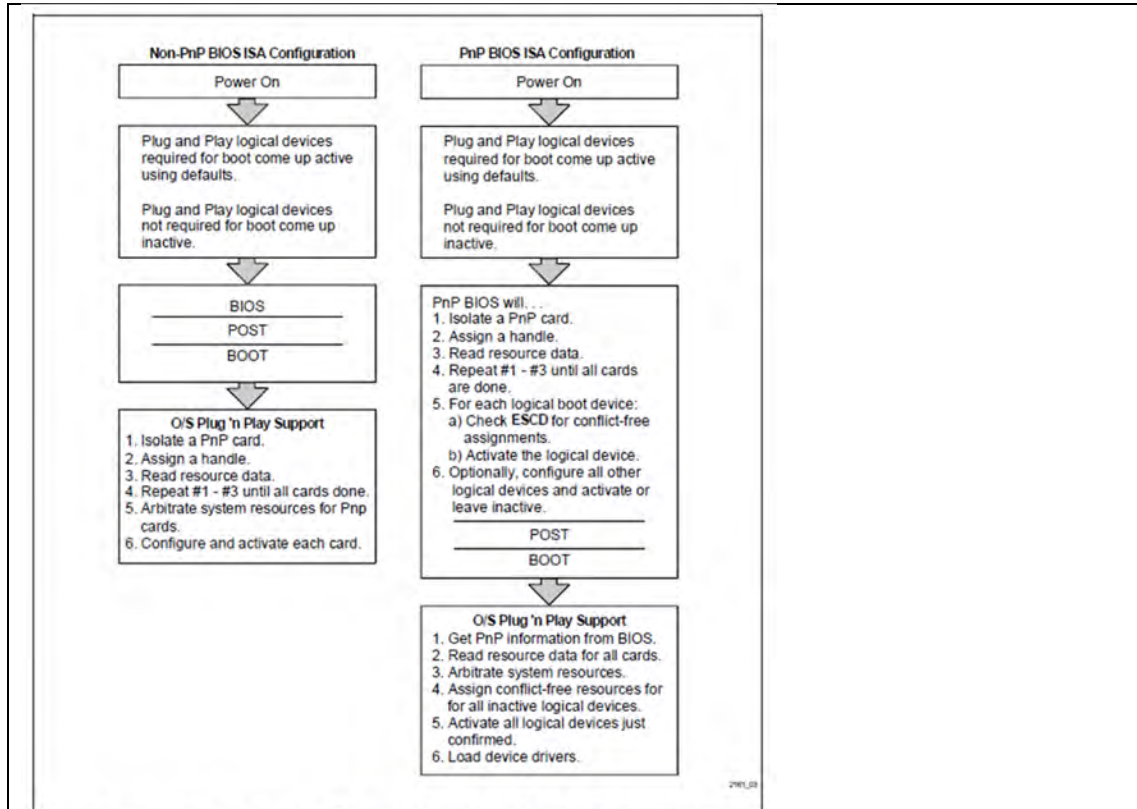 Non-PnP BIOS ISA Configuration
Power On
Plug and Play logical devices
required for boot come up active
using defaults.
Plug and Play logical devices
not required for boot come up
inactive.
BIOS
POST
BOOT
O/S Plug 'n Play Support
1. Isolate a PnP card.
2. Assign a handle.
3. Read resource data.
4. Repeat #1 - #3 until all cards done.
5. Arbitrate system resources for Pnp
cards.
6. Configure and activate each card.
PnP BIOS ISA Configuration
Power On
Plug and Play logical devices
required for boot come up active
using defaults.
Plug and Play logical devices
not required for boot come up
inactive.
PnP BIOS will. . .
1. Isolate a PnP card.
2. Assign a handle.
3. Read resource data.
4. Repeat #1 - #3 until all cards
are done.
5. For each logical boot device:
a) Check ESCD for conflict-free
assignments.
b) Activate the logical device.
6. Optionally, configure all other
logical devices and activate or
leave inactive.
POST
BOOT
O/S Plug 'n Play Support
1. Get PnP information from BIOS.
2. Read resource data for all cards.
3. Arbitrate system resources.
4. Assign conflict-free resources for
for all inactive logical devices.
5. Activate all logical devices just
confirmed.
6. Load device drivers.